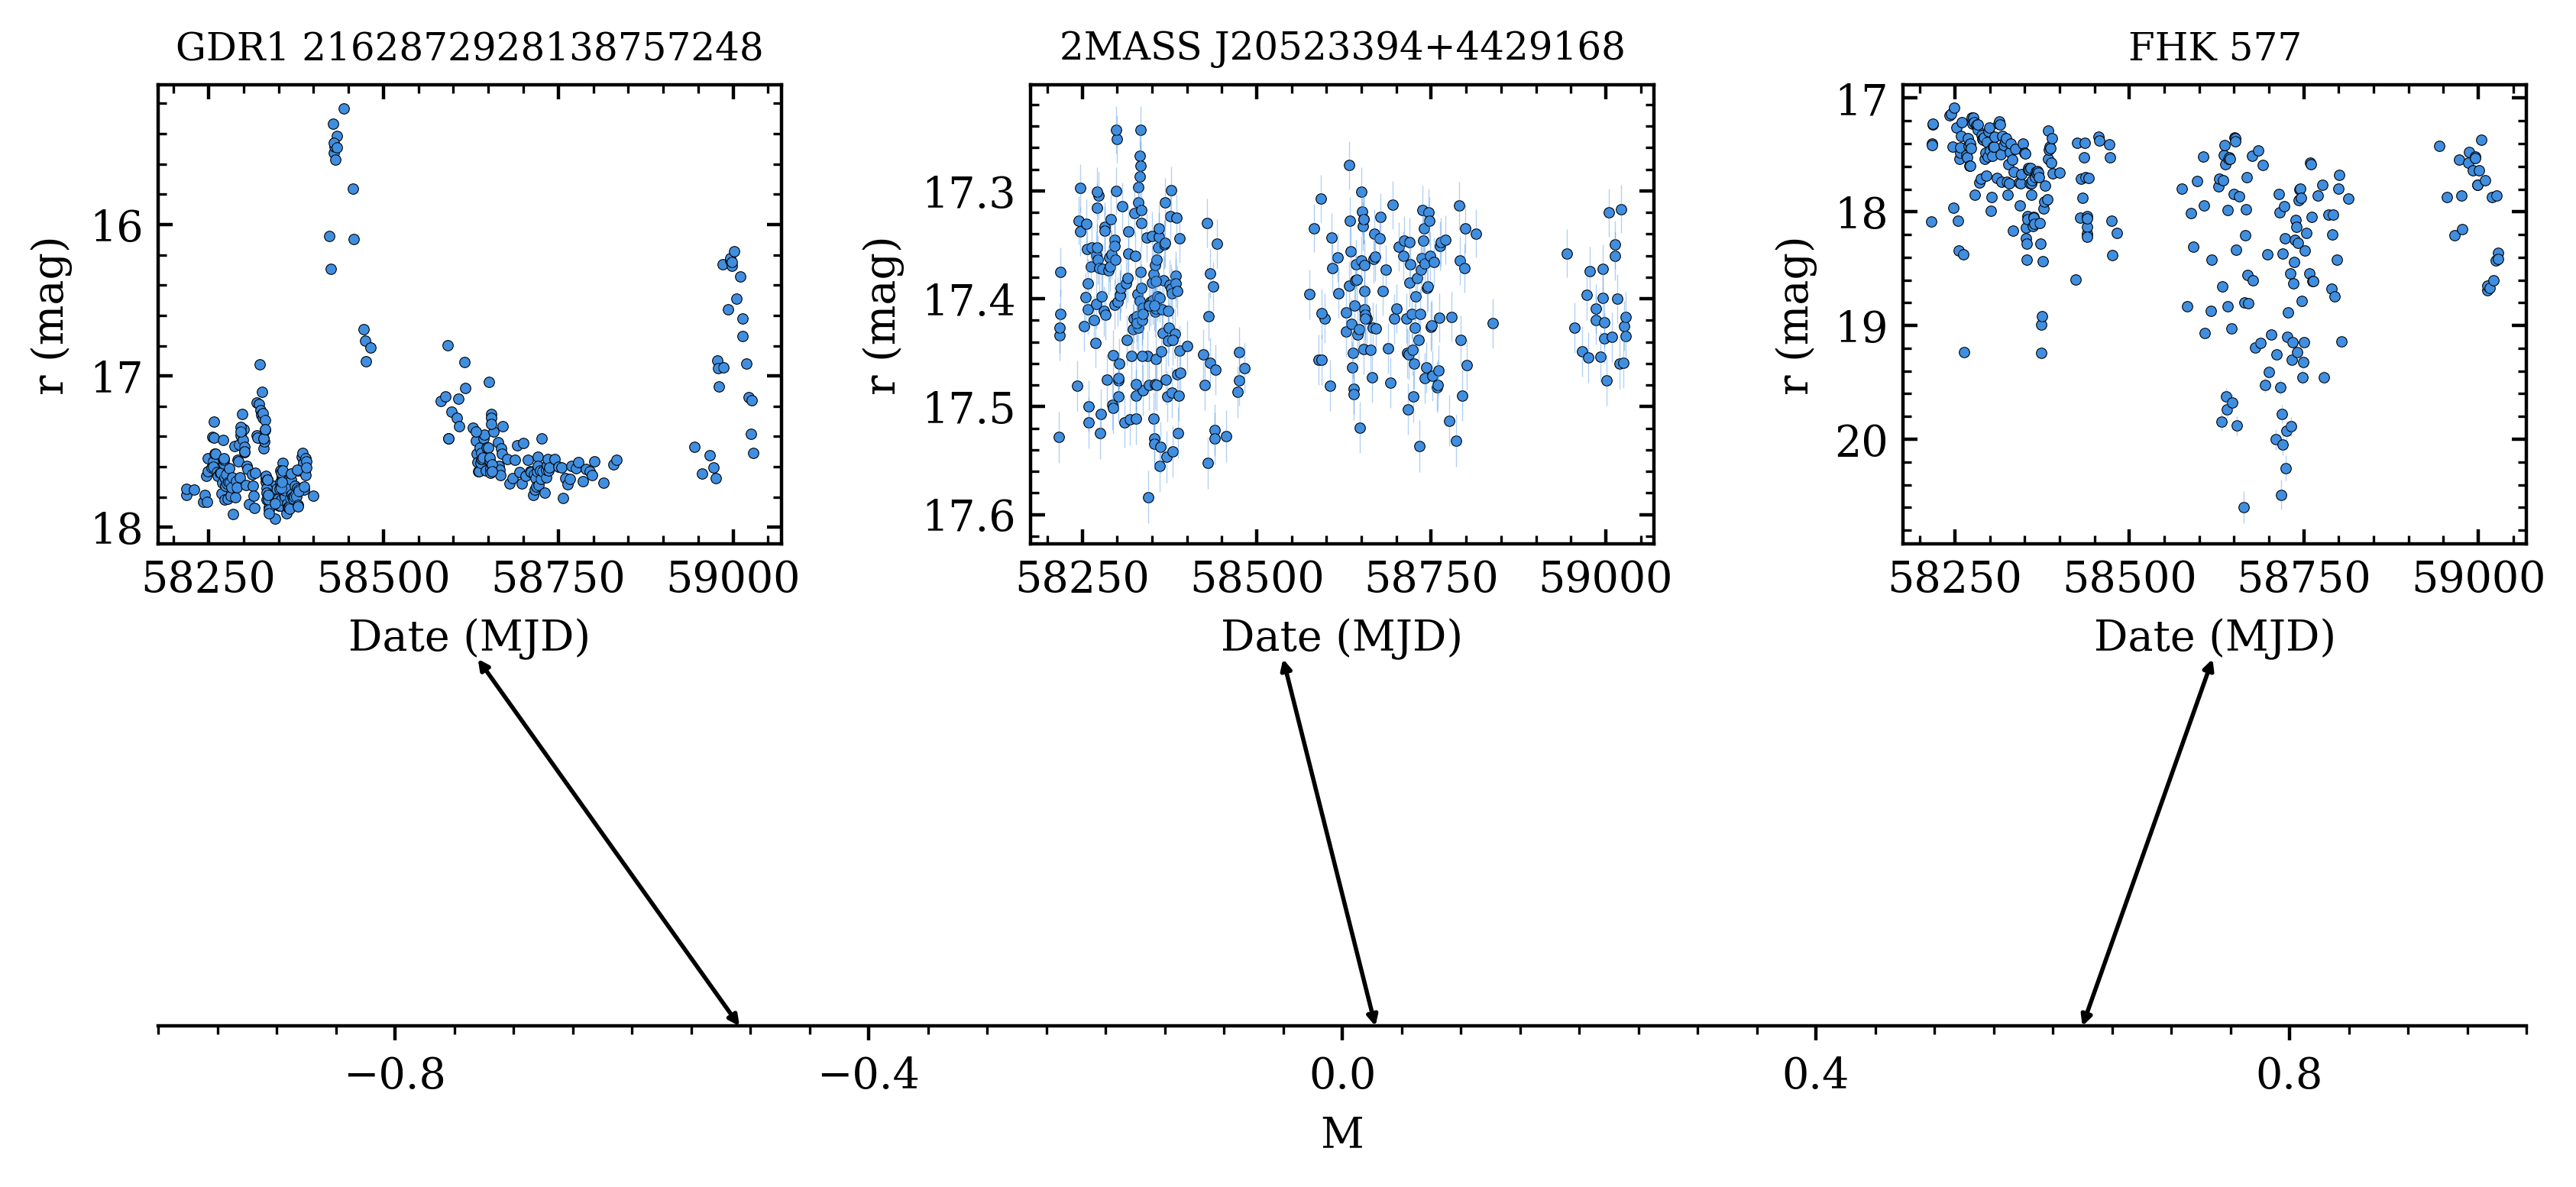 GDR1 2162872928138757248
2MASS J20523394+4429168
FHK 577
r (mag)
16
17
18
58250 58500 58750 59000
Date (MJD)
r (mag)
17.3
17.4
17.5
17.6
58250 58500 58750 59000
Date (MJD)
r (mag)
17
18
19
20
58250 58500 58750 59000
Date (MJD)
−0.8 −0.4 0.0 0.4 0.8
M